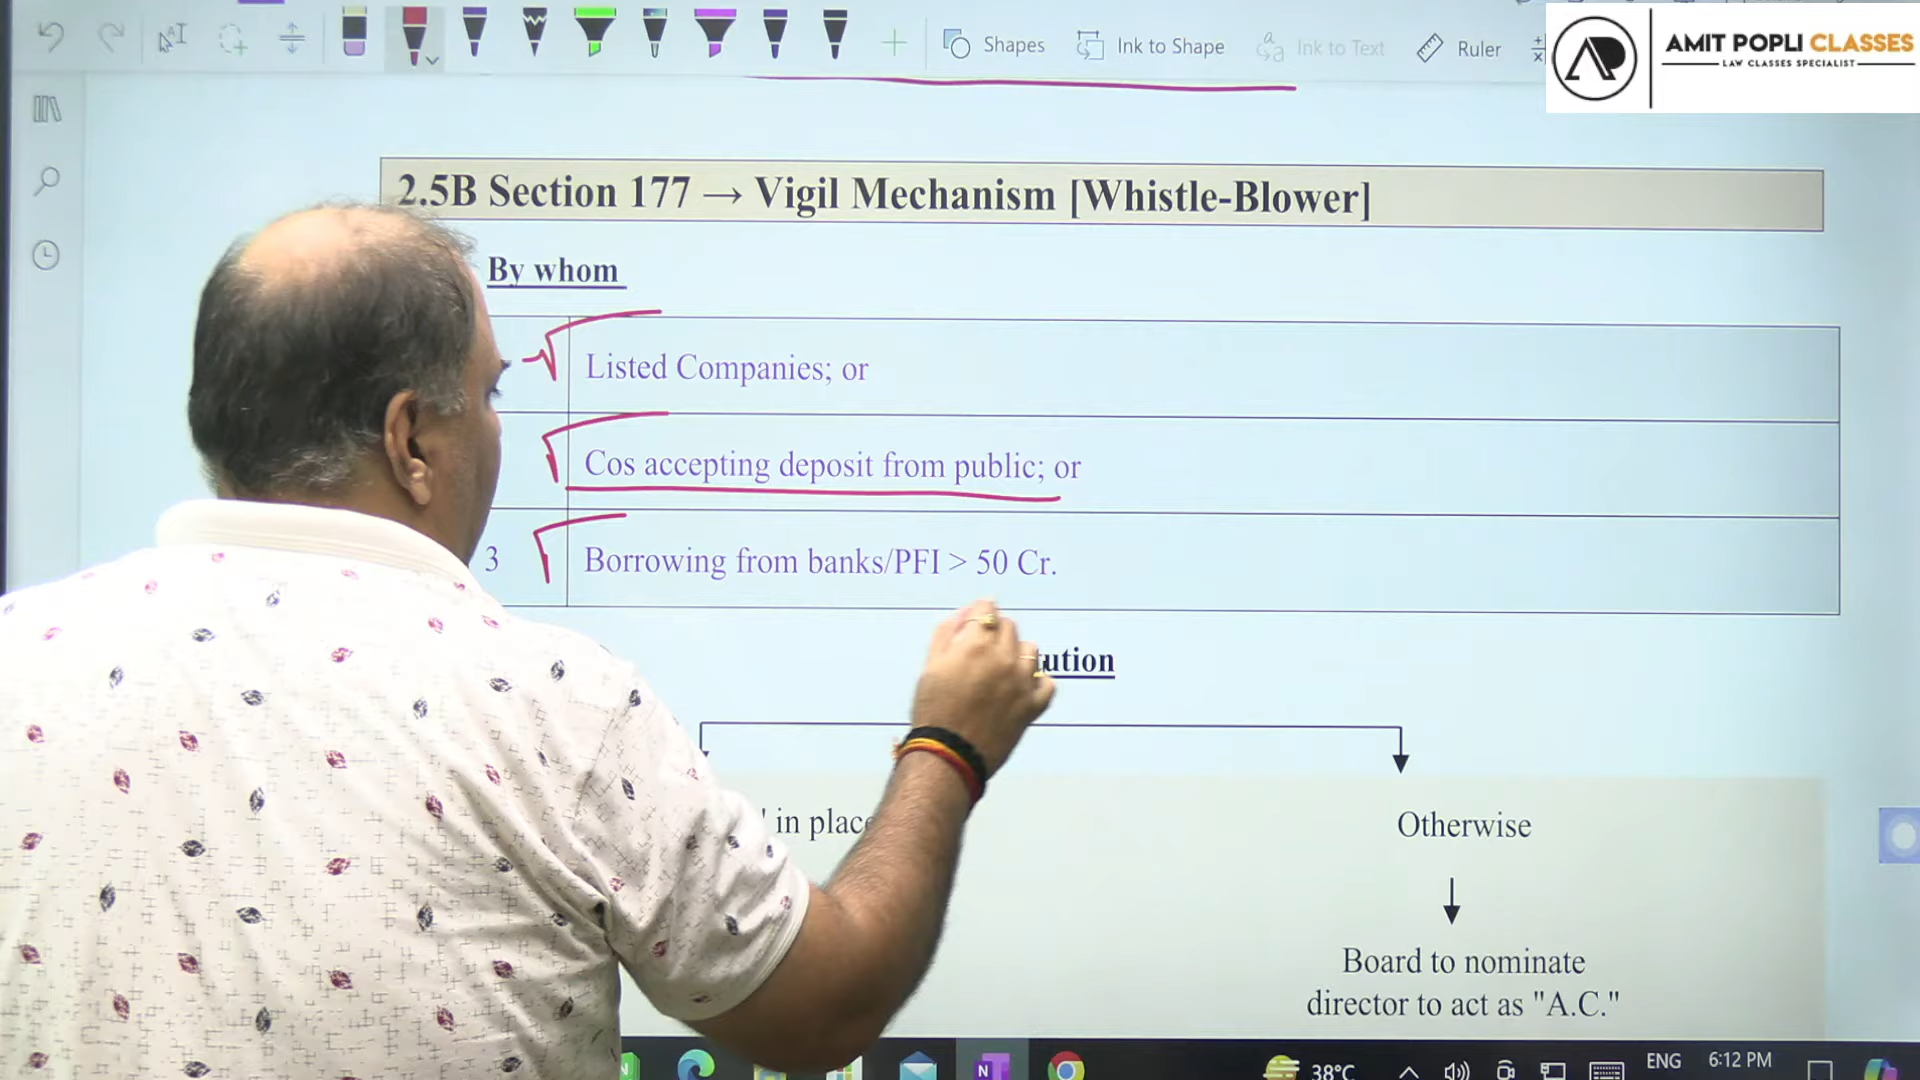 Shapes
Ink to Shape
Ink to Text
Ruler
AMIT POPLI CLASSES
LAW CLASSES SPECIALIST
2.5B Section 177 → Vigil Mechanism [Whistle-Blower]
By whom
Listed Companies; or
Cos accepting deposit from public; or
3 Borrowing from banks/PFI > 50 Cr.
in place
Otherwise
Board to nominate
director to act as "A.C."
38°C
ENG
6:12 PM